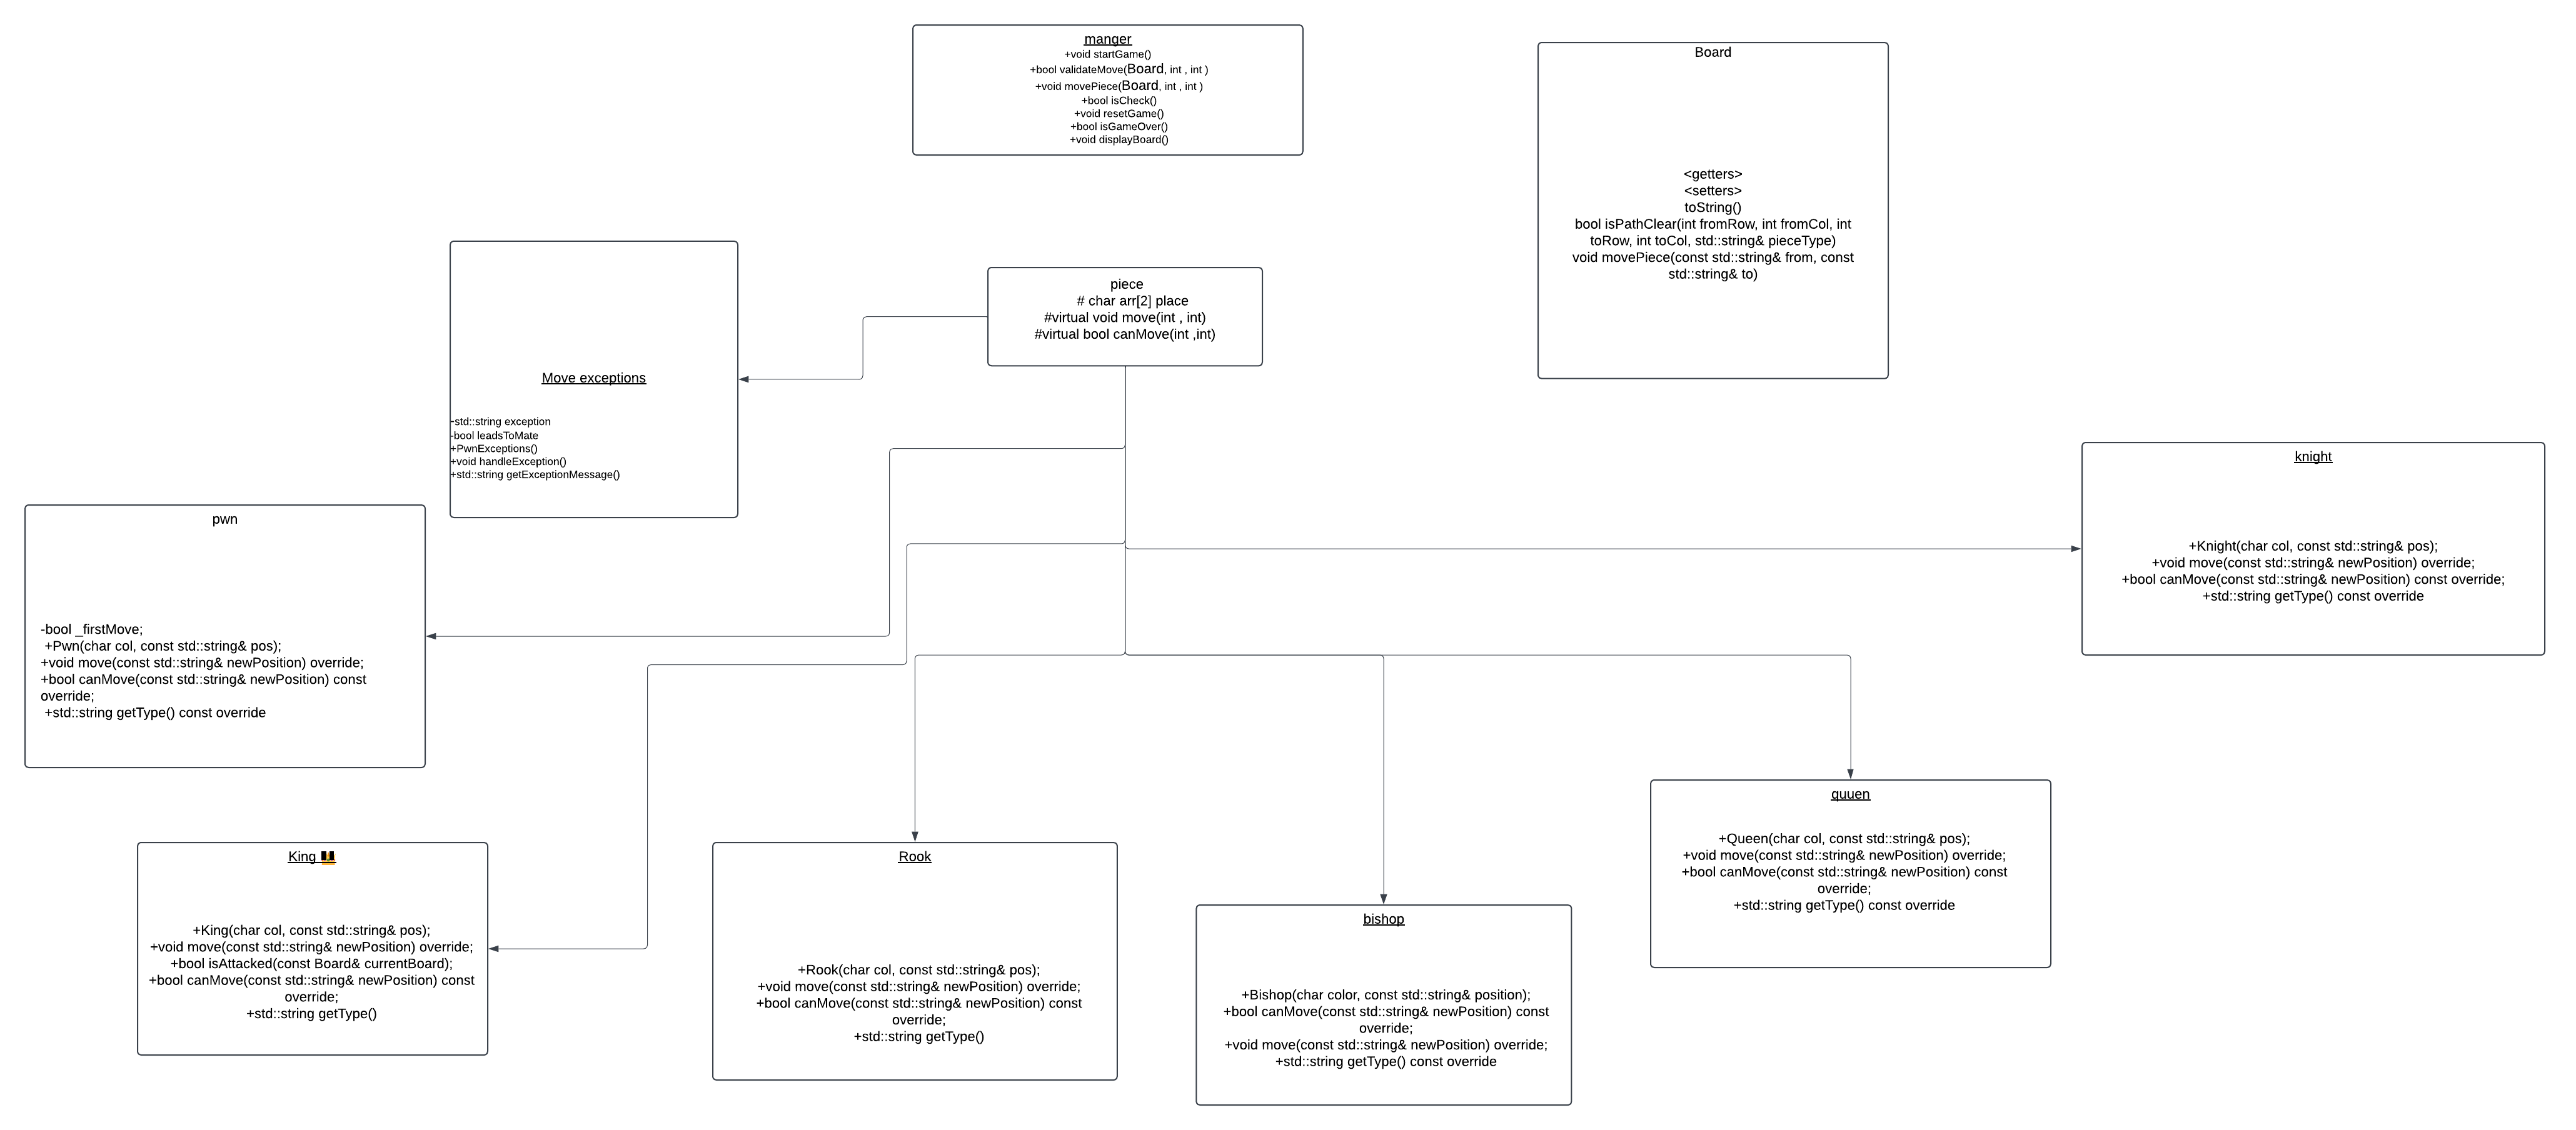 manger
+void startGame()
+bool validateMove(Board, int , int )
+void movePiece(Board, int , int )
+bool isCheck()
+void resetGame()
+bool isGameOver()
+void displayBoard()
Board
<getters>
<setters>
toString()
bool isPathClear(int fromRow, int fromCol, int
toRow, int toCol, std::string& pieceType)
void movePiece(const std::string& from, const
std::string& to)
piece
# char arr[2] place
#virtual void move(int , int)
#virtual bool canMove(int ,int)
Move exceptions
-std::string exception
-bool leadsToMate
+PwnExceptions()
+void handleException()
+std::string getExceptionMessage()
knight
+Knight(char col, const std::string& pos);
+void move(const std::string& newPosition) override;
+bool canMove(const std::string& newPosition) const override;
+std::string getType() const override
pwn
-bool _firstMove;
+Pwn(char col, const std::string& pos);
+void move(const std::string& newPosition) override;
+bool canMove(const std::string& newPosition) const
override;
+std::string getType() const override
quuen
+Queen(char col, const std::string& pos);
+void move(const std::string& newPosition) override;
+bool canMove(const std::string& newPosition) const
override;
+std::string getType() const override
King
+King(char col, const std::string& pos);
+void move(const std::string& newPosition) override;
+bool isAttacked(const Board& currentBoard);
+bool canMove(const std::string& newPosition) const
override;
+std::string getType()
Rook
+Rook(char col, const std::string& pos);
+void move(const std::string& newPosition) override;
+bool canMove(const std::string& newPosition) const
override;
+std::string getType()
bishop
+Bishop(char color, const std::string& position);
+bool canMove(const std::string& newPosition) const
override;
+void move(const std::string& newPosition) override;
+std::string getType() const override